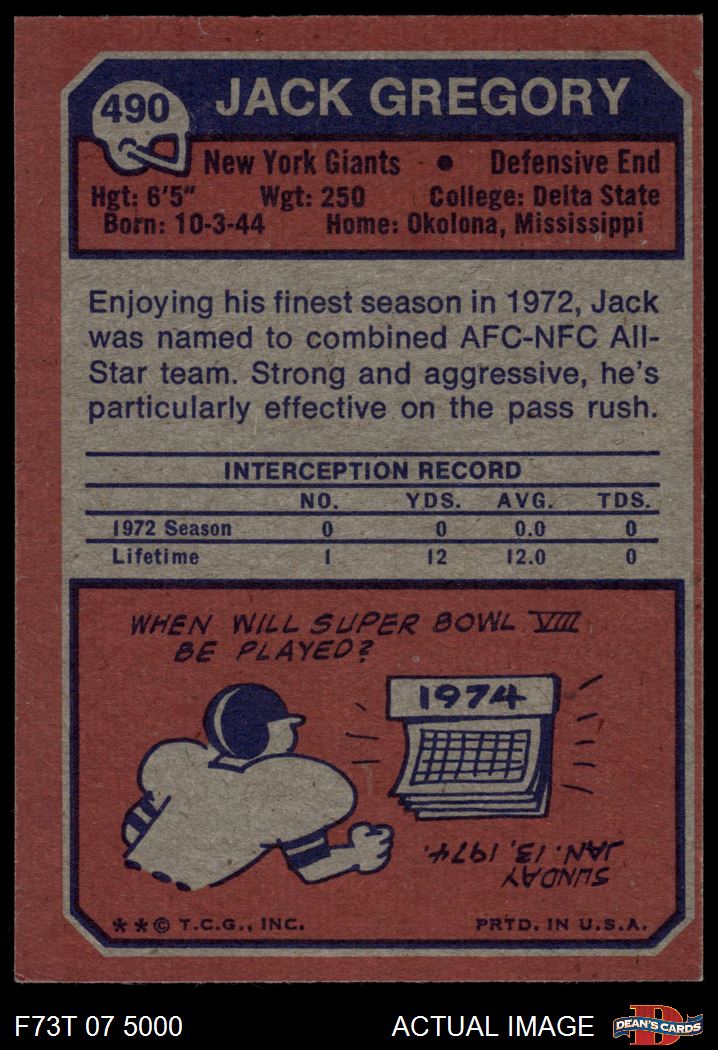 490
JACK GREGORY
New York Giants • Defensive End
Hgt: 6'5" Wgt: 250 College: Delta State
Born: 10-3-44 Home: Okolona, Mississippi
Enjoying his finest season in 1972, Jack
was named to combined AFC-NFC All-
Star team. Strong and aggressive, he's
particularly effective on the pass rush.
INTERCEPTION RECORD
NO. YDS. AVG. TDS.
1972 Season 0 0 0.0 0
Lifetime 1 12 12.0 0
WHEN WILL SUPER BOWL VIII
BE PLAYED?
1974
SUNDAY
JAN. 13, 1974.
**© T.C.G., INC. PRTD. IN U.S.A.
F73T 07 5000 ACTUAL IMAGE
D
DEAN'S CARDS